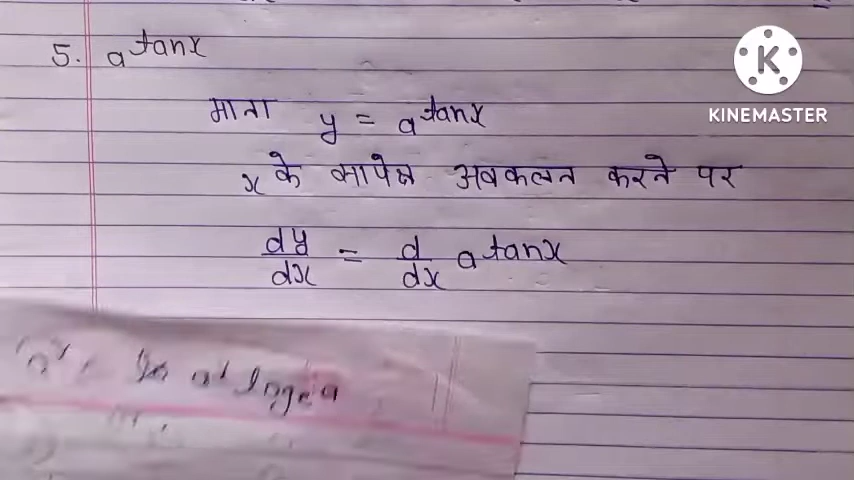 5. a^tanx
KINEMASTER
माना y = a^tanx
x के सापेक्ष अवकलन करने पर
dy/dx = d/dx a^tanx